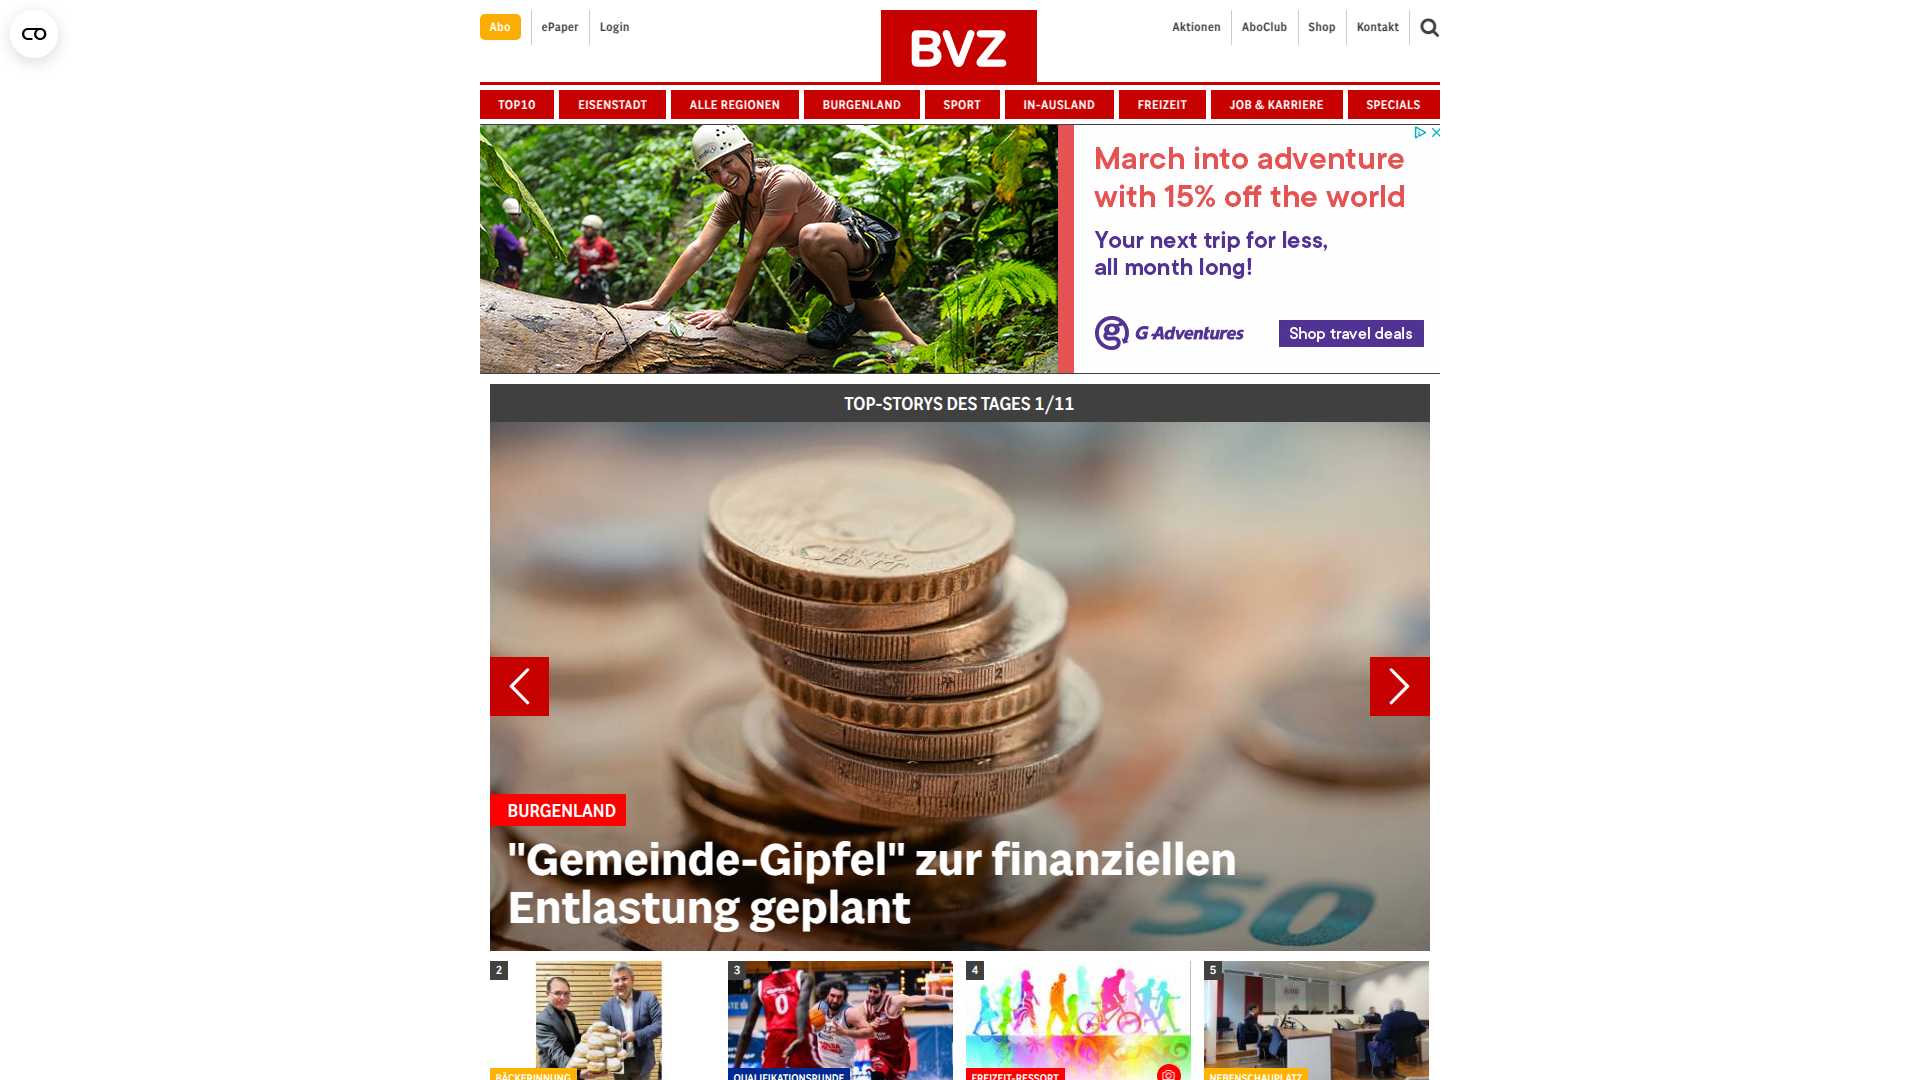 Abo
ePaper
Login
BVZ
Aktionen
AboClub
Shop
Kontakt
TOP10
EISENSTADT
ALLE REGIONEN
BURGENLAND
SPORT
IN-AUSLAND
FREIZEIT
JOB & KARRIERE
SPECIALS
March into adventure
with 15% off the world
Your next trip for less,
all month long!
G Adventures
Shop travel deals
TOP-STORYS DES TAGES 1/11
BURGENLAND
"Gemeinde-Gipfel" zur finanziellen
Entlastung geplant
50
2
3
4
5
BÄCKERINNUNG
QUALIFIKATIONSRUNDE
FREIZEIT-RESSORT
NEBENSCHAUPLATZ